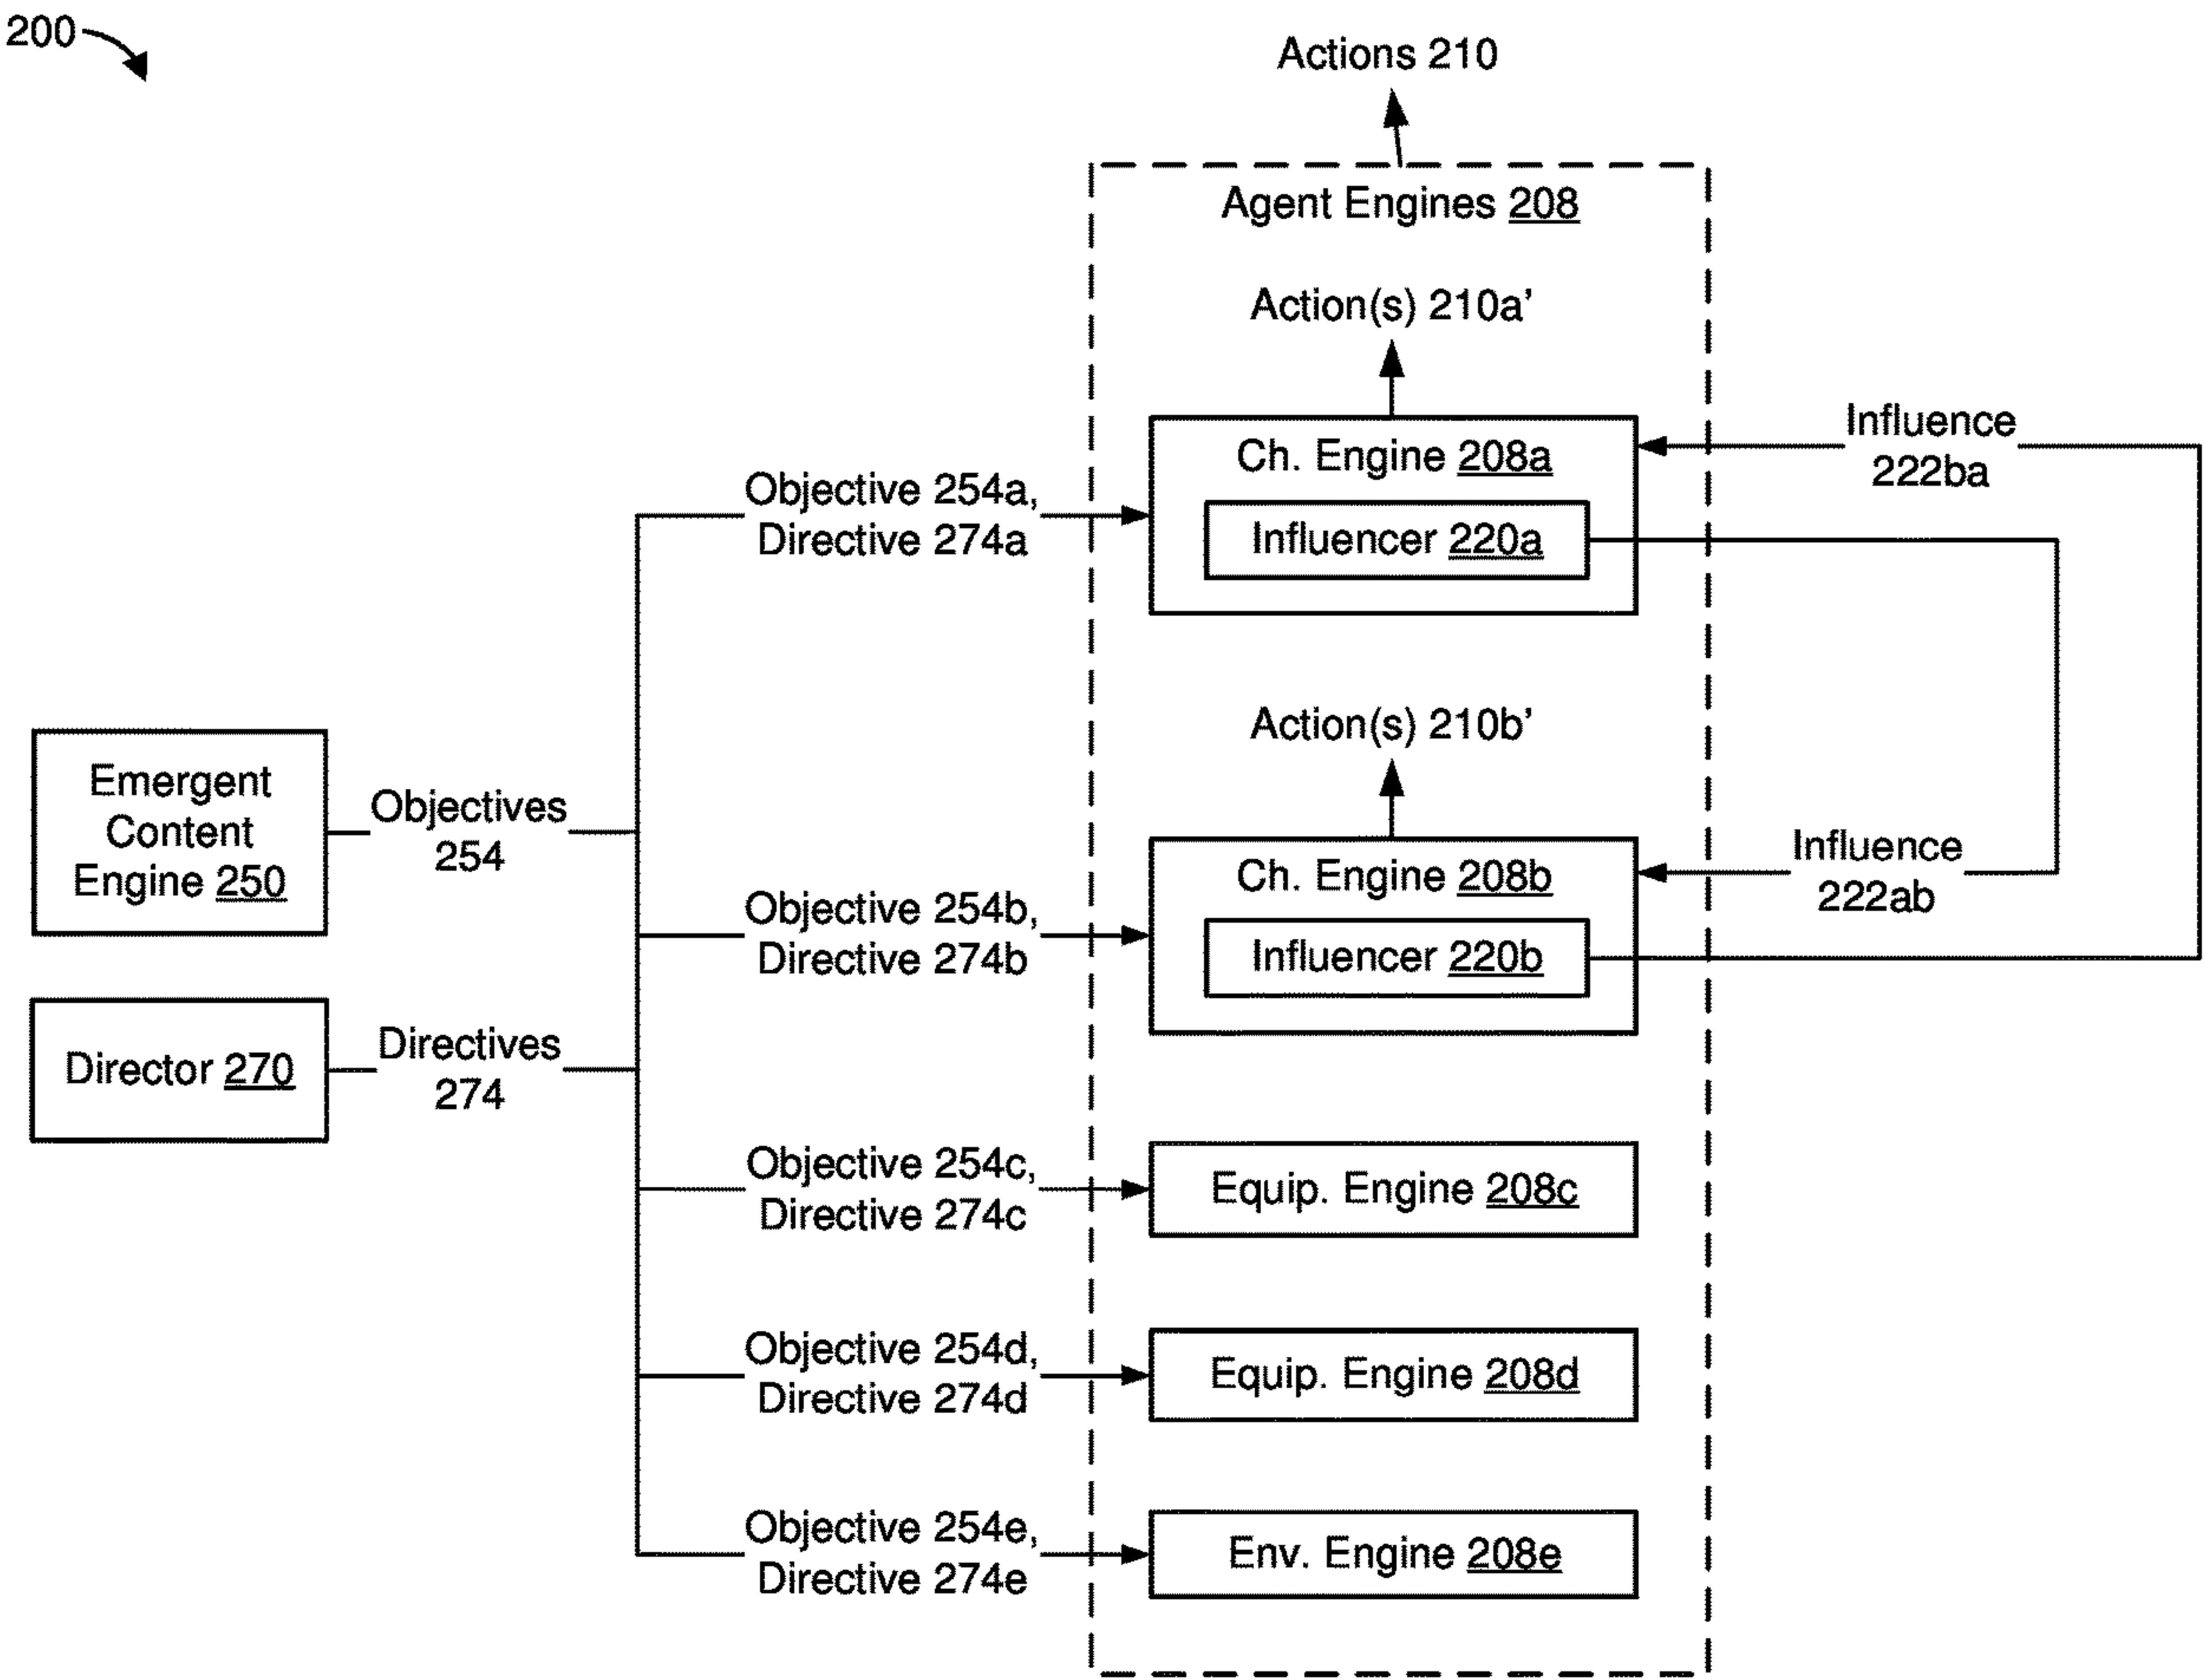 200
Actions 210
Agent Engines 208
Action(s) 210a’
Ch. Engine 208a
Influencer 220a
Influence
222ba
Objective 254a,
Directive 274a
Action(s) 210b’
Ch. Engine 208b
Influencer 220b
Influence
222ab
Emergent
Content
Engine 250
Objectives
254
Objective 254b,
Directive 274b
Director 270
Directives
274
Objective 254c,
Directive 274c
Equip. Engine 208c
Objective 254d,
Directive 274d
Equip. Engine 208d
Objective 254e,
Directive 274e
Env. Engine 208e